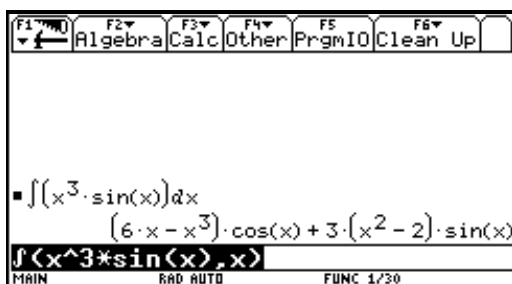 F1 F2 F3 F4 F5 F6
Algebra Calc Other PrgmIO Clean Up
∫(x³·sin(x))dx
(6·x − x³)·cos(x) + 3·(x² − 2)·sin(x)
∫(x^3*sin(x),x)
MAIN RAD AUTO FUNC 1/30